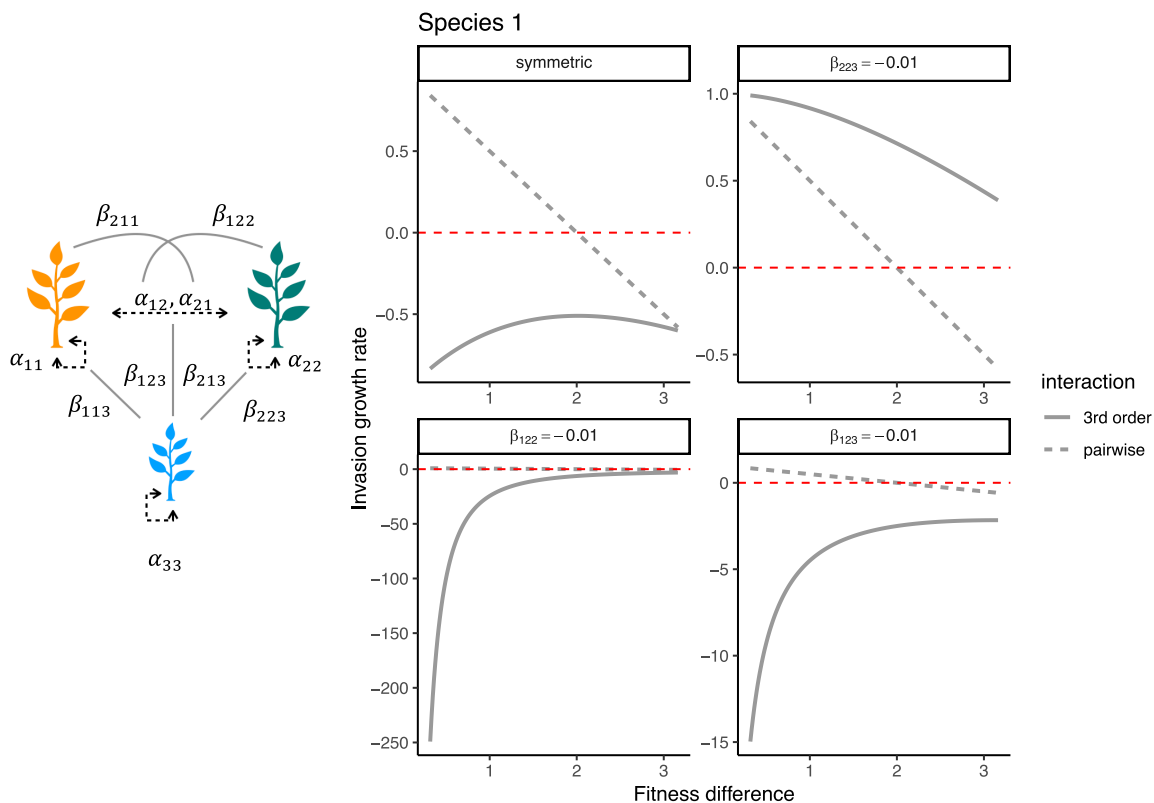 Species 1
β211
β122
α12, α21
α11
α22
β123
β213
β113
β223
α33
symmetric
β223 = −0.01
0.5
0.0
−0.5
1
2
3
1.0
0.5
0.0
−0.5
1
2
3
β122 = −0.01
β123 = −0.01
0
−50
−100
−150
−200
−250
1
2
3
0
−5
−10
−15
1
2
3
Invasion growth rate
Fitness difference
interaction
3rd order
pairwise